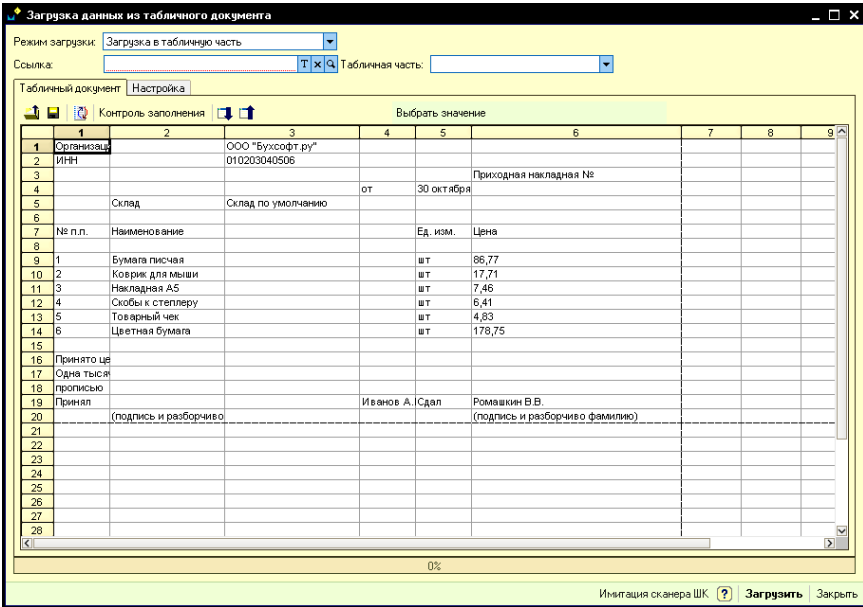 Загрузка данных из табличного документа
Режим загрузки: Загрузка в табличную часть
Ссылка: T x Табличная часть:
Табличный документ Настройка
Контроль заполнения Выбрать значение
1 2 3 4 5 6 7 8 9
1 Организац ООО "Бухсофт.ру"
2 ИНН 010203040506
3 Приходная накладная №
4 от 30 октября
5 Склад Склад по умолчанию
6
7 № п.п. Наименование Ед. изм. Цена
8
9 1 Бумага писчая шт 86,77
10 2 Коврик для мыши шт 17,71
11 3 Накладная А5 шт 7,46
12 4 Скобы к степлеру шт 6,41
13 5 Товарный чек шт 4,83
14 6 Цветная бумага шт 178,75
15
16 Принято це
17 Одна тысяч
18 прописью
19 Принял Иванов А. Сдал Ромашкин В.В.
20 (подпись и разборчиво (подпись и разборчиво фамилию)
21
22
23
24
25
26
27
28
0%
Имитация сканера ШК ? Загрузить Закрыть